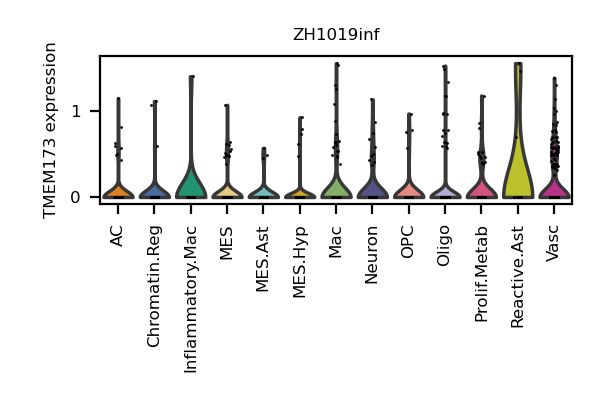 ZH1019inf
TMEM173 expression
1
0
AC
Chromatin.Reg
Inflammatory.Mac
MES
MES.Ast
MES.Hyp
Mac
Neuron
OPC
Oligo
Prolif.Metab
Reactive.Ast
Vasc